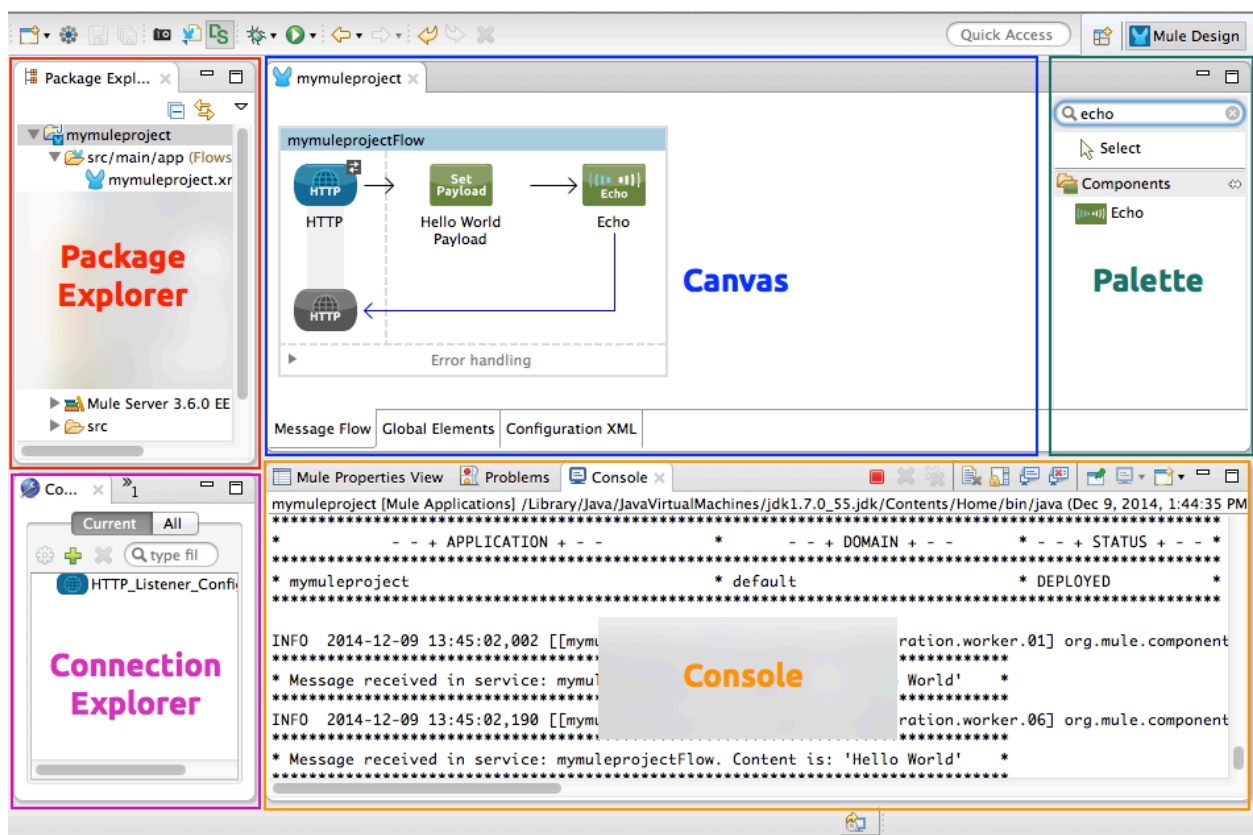 Quick Access
Mule Design
Package Expl...
mymuleproject
src/main/app (Flows
mymuleproject.xr
Package
Explorer
Mule Server 3.6.0 EE
src
mymuleproject
mymuleprojectFlow
HTTP
Set
Payload
Echo
HTTP
Hello World
Payload
Echo
HTTP
Error handling
Canvas
Message Flow
Global Elements
Configuration XML
echo
Select
Components
Echo
Palette
Co...
»1
Current
All
type fil
HTTP_Listener_Confi
Connection
Explorer
Mule Properties View
Problems
Console
mymuleproject [Mule Applications] /Library/Java/JavaVirtualMachines/jdk1.7.0_55.jdk/Contents/Home/bin/java (Dec 9, 2014, 1:44:35 PM
* - - + APPLICATION + - - * - - + DOMAIN + - - * - - + STATUS + - - *
* mymuleproject * default * DEPLOYED *
INFO 2014-12-09 13:45:02,002 [[mymu ration.worker.01] org.mule.component
* Message received in service: mymul World' *
INFO 2014-12-09 13:45:02,190 [[mymu ration.worker.06] org.mule.component
* Message received in service: mymuleprojectFlow. Content is: 'Hello World' *
Console